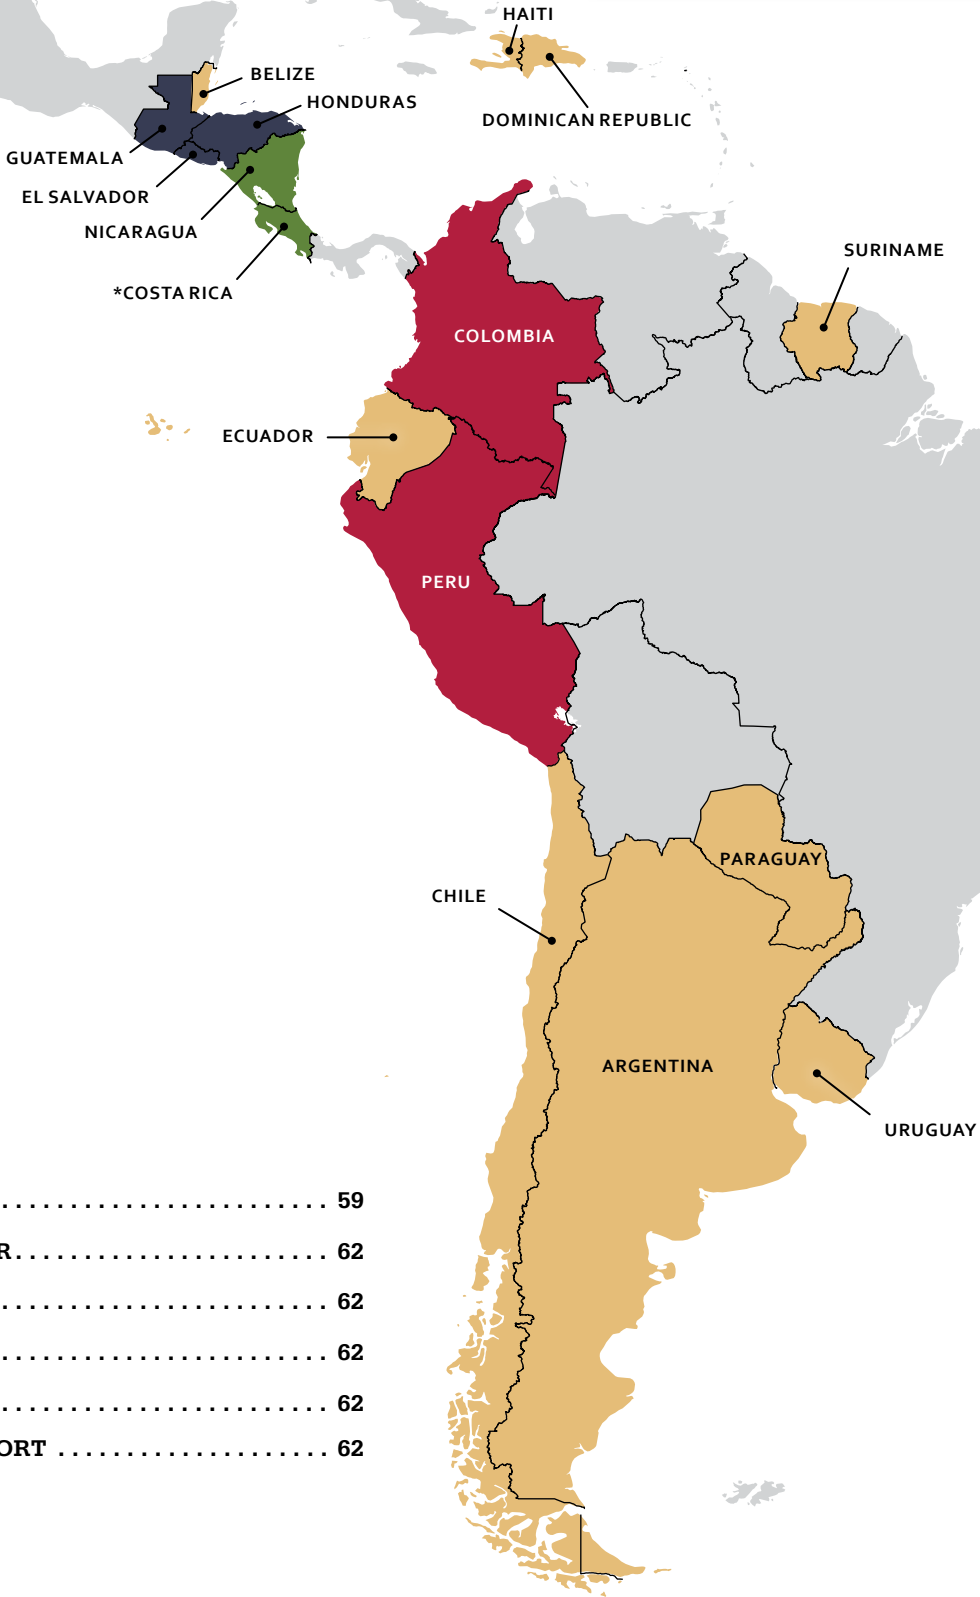 HAITI
BELIZE
HONDURAS
DOMINICAN REPUBLIC
GUATEMALA
EL SALVADOR
NICARAGUA
SURINAME
*COSTA RICA
COLOMBIA
ECUADOR
PERU
PARAGUAY
CHILE
ARGENTINA
URUGUAY
........................ 59
R....................... 62
........................ 62
........................ 62
........................ 62
ORT .................... 62